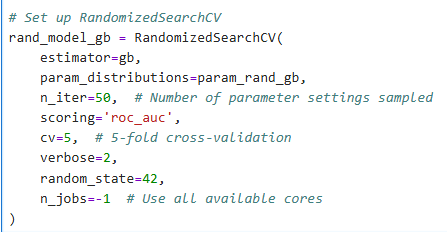 # Set up RandomizedSearchCV
rand_model_gb = RandomizedSearchCV(
    estimator=gb,
    param_distributions=param_rand_gb,
    n_iter=50,  # Number of parameter settings sampled
    scoring='roc_auc',
    cv=5,  # 5-fold cross-validation
    verbose=2,
    random_state=42,
    n_jobs=-1  # Use all available cores
)